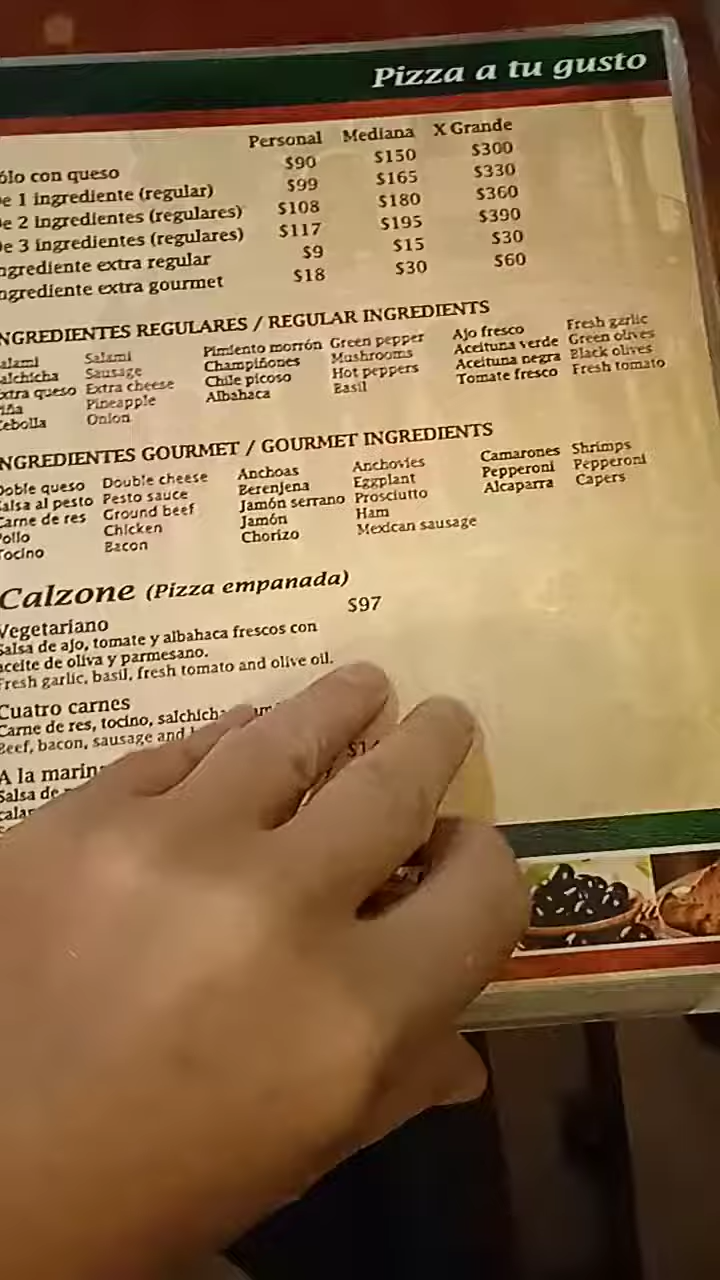 Pizza a tu gusto
Personal Mediana X Grande
ólo con queso $90 $150 $300
e 1 ingrediente (regular) $99 $165 $330
e 2 ingredientes (regulares) $108 $180 $360
e 3 ingredientes (regulares) $117 $195 $390
ngrediente extra regular $9 $15 $30
ngrediente extra gourmet $18 $30 $60
NGREDIENTES REGULARES / REGULAR INGREDIENTS
alami Salami Pimiento morrón Green pepper Ajo fresco Fresh garlic
alchicha Sausage Champiñones Mushrooms Aceituna verde Green olives
xtra queso Extra cheese Chile picoso Hot peppers Aceituna negra Black olives
iña Pineapple Albahaca Basil Tomate fresco Fresh tomato
ebolla Onion
NGREDIENTES GOURMET / GOURMET INGREDIENTS
oble queso Double cheese Anchoas Anchovies Camarones Shrimps
alsa al pesto Pesto sauce Berenjena Eggplant Pepperoni Pepperoni
Carne de res Ground beef Jamón serrano Prosciutto Alcaparra Capers
Pollo Chicken Jamón Ham
Tocino Bacon Chorizo Mexican sausage
Calzone (Pizza empanada)
Vegetariano $97
Salsa de ajo, tomate y albahaca frescos con
aceite de oliva y parmesano.
Fresh garlic, basil, fresh tomato and olive oil.
Cuatro carnes
Carne de res, tocino, salchicha
Beef, bacon, sausage and
A la marin
Salsa de